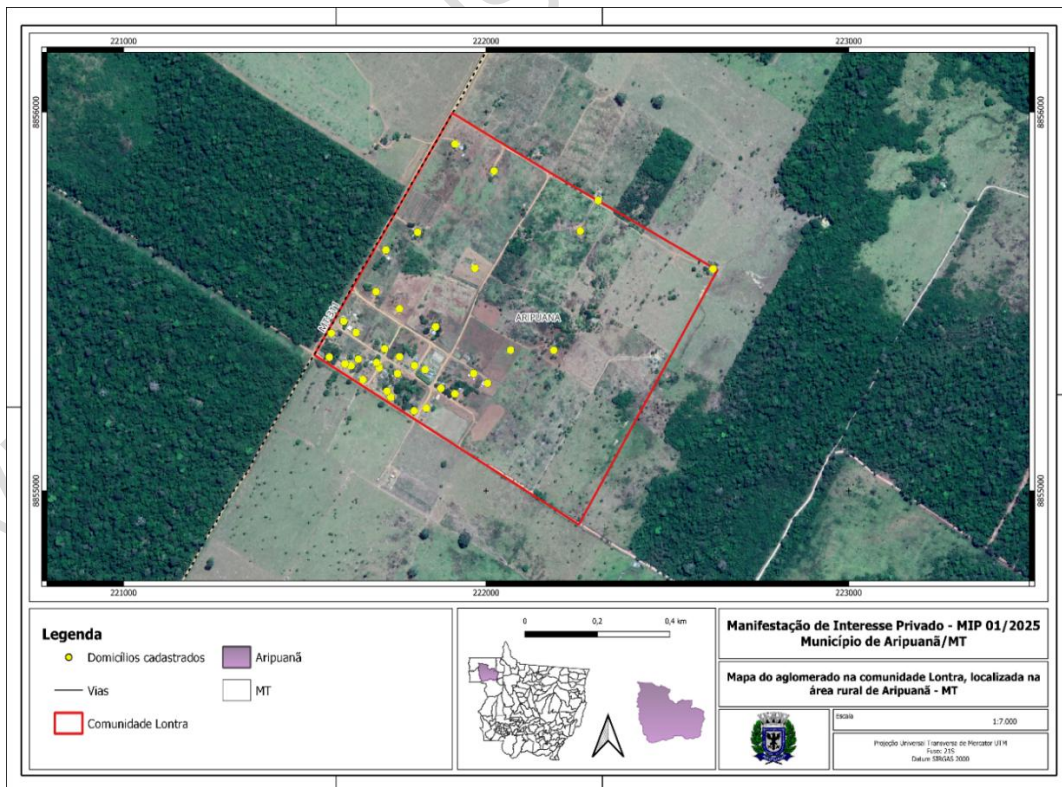 221000
222000
223000
8856000
8856000
ARIPUANA
8855000
8855000
221000
222000
223000
Legenda
Domicílios cadastrados
Aripuanã
Vias
MT
Comunidade Lontra
0
0,2
0,4 km
Manifestação de Interesse Privado - MIP 01/2025
Município de Aripuanã/MT
Mapa do aglomerado na comunidade Lontra, localizada na
área rural de Aripuanã - MT
Escala
1:7.000
Projeção Universal Transversa de Mercator UTM
Fuso: 21S
Datum SIRGAS 2000